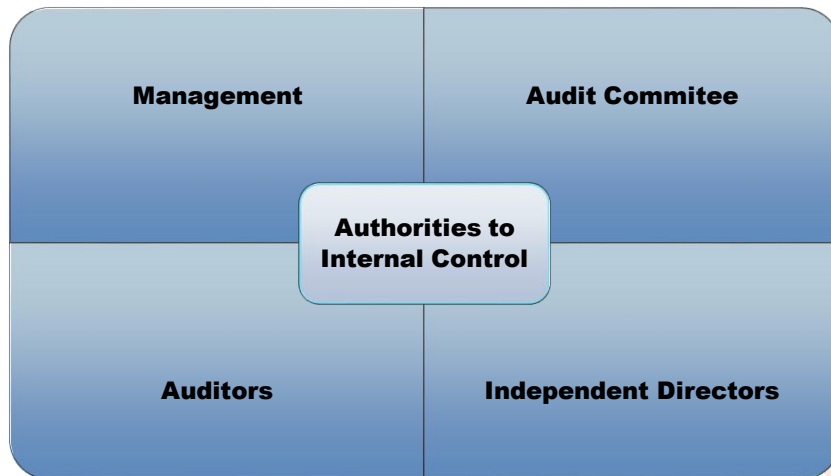 Management
Audit Commitee
Authorities to
Internal Control
Auditors
Independent Directors